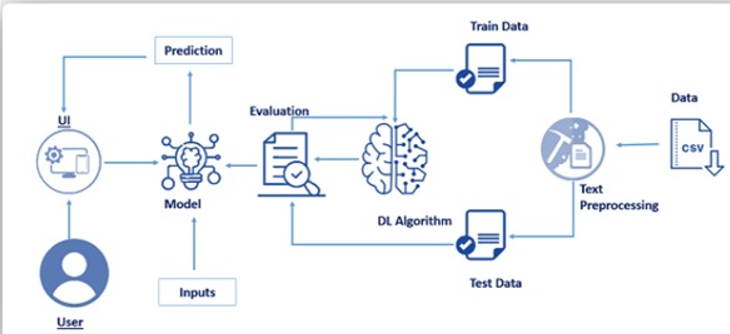 Train Data
Prediction
Data
Evaluation
UI
CSV
Text
Preprocessing
Model
DL Algorithm
Inputs
Test Data
User